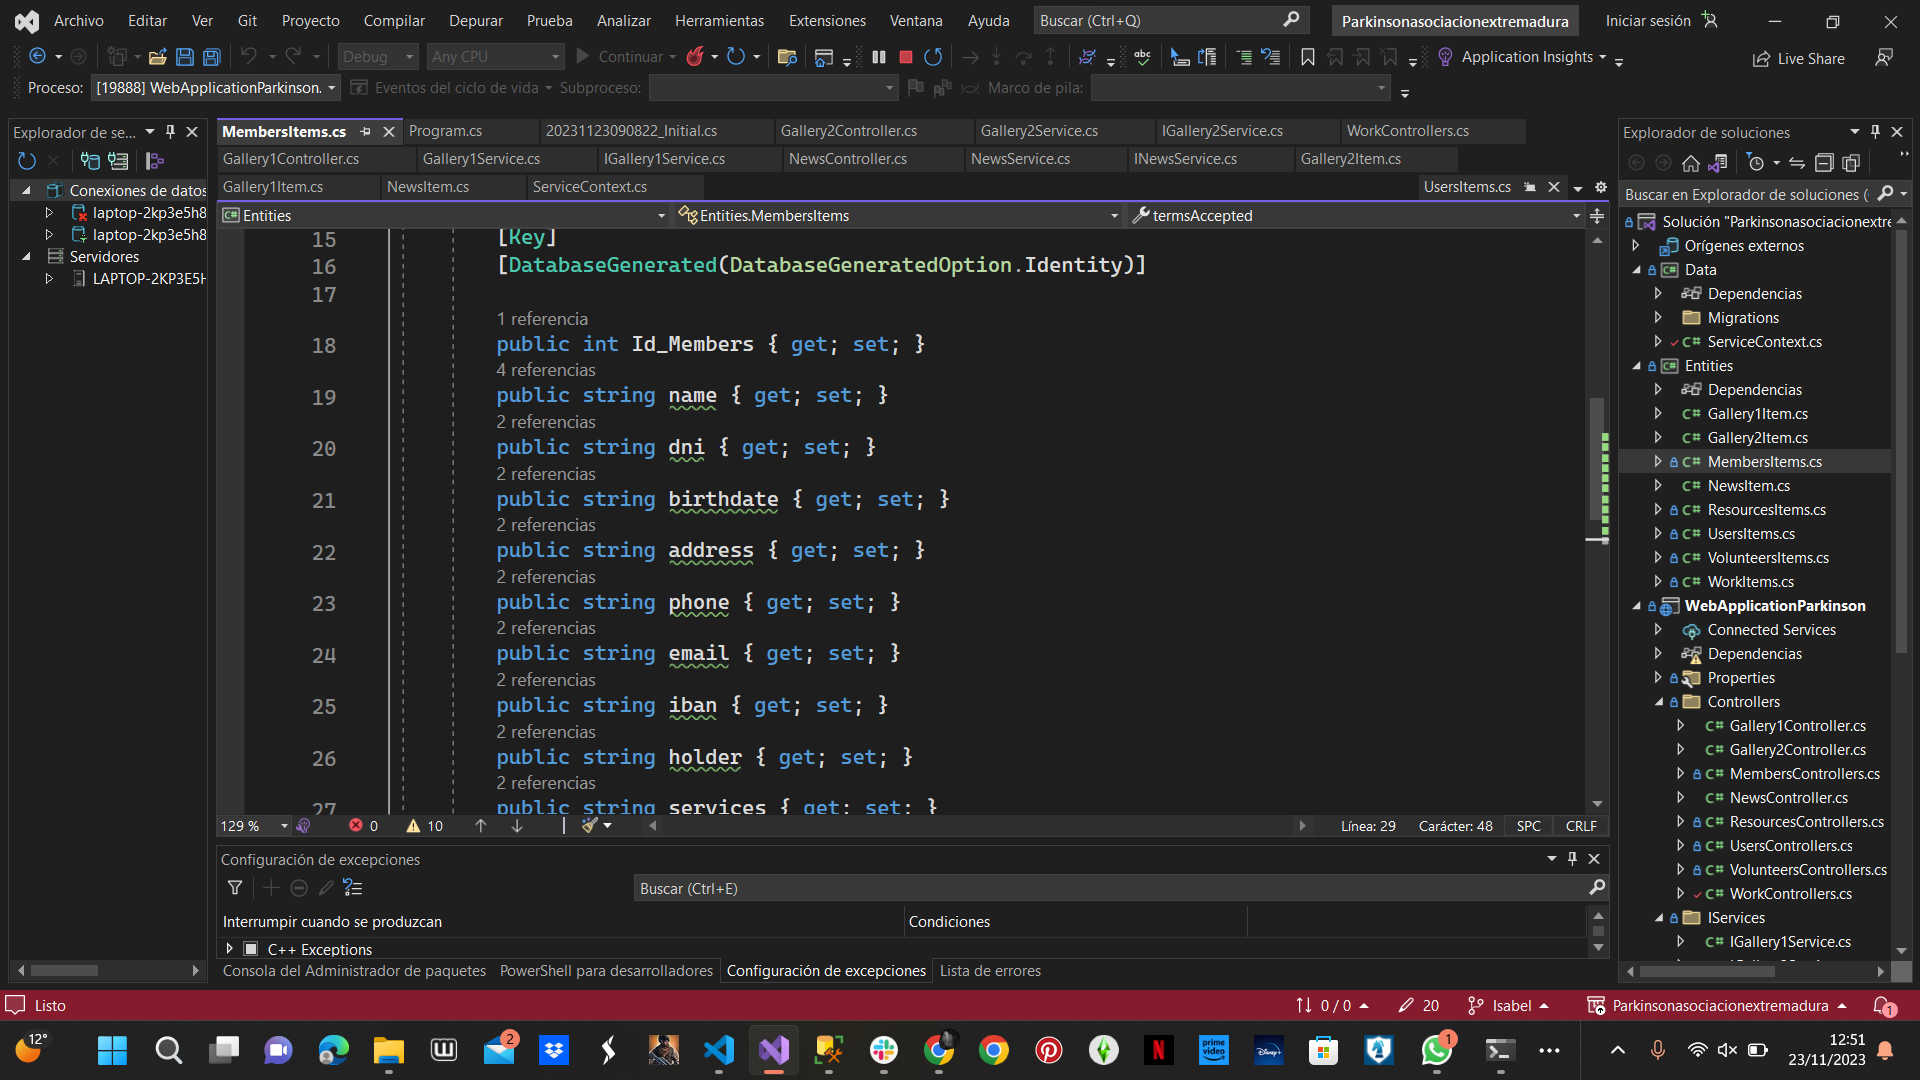 Archivo Editar Ver Git Proyecto Compilar Depurar Prueba Analizar Herramientas Extensiones Ventana Ayuda Buscar (Ctrl+Q) Parkinsonasociacionextremadura Iniciar sesión
Debug Any CPU Continuar Application Insights Live Share
Proceso: [19888] WebApplicationParkinson. Eventos del ciclo de vida Subproceso: Marco de pila:
Explorador de se...
Conexiones de datos
laptop-2kp3e5h8
laptop-2kp3e5h8
Servidores
LAPTOP-2KP3E5H
MembersItems.cs Program.cs 20231123090822_Initial.cs Gallery2Controller.cs Gallery2Service.cs IGallery2Service.cs WorkControllers.cs
Gallery1Controller.cs Gallery1Service.cs IGallery1Service.cs NewsController.cs NewsService.cs INewsService.cs Gallery2Item.cs
Gallery1Item.cs NewsItem.cs ServiceContext.cs UsersItems.cs
Entities Entities.MembersItems termsAccepted
15 [Key]
16 [DatabaseGenerated(DatabaseGeneratedOption.Identity)]
17
1 referencia
18 public int Id_Members { get; set; }
4 referencias
19 public string name { get; set; }
2 referencias
20 public string dni { get; set; }
2 referencias
21 public string birthdate { get; set; }
2 referencias
22 public string address { get; set; }
2 referencias
23 public string phone { get; set; }
2 referencias
24 public string email { get; set; }
2 referencias
25 public string iban { get; set; }
2 referencias
26 public string holder { get; set; }
2 referencias
27 public string services { get; set; }
129 % 0 10 Línea: 29 Carácter: 48 SPC CRLF
Configuración de excepciones
Buscar (Ctrl+E)
Interrumpir cuando se produzcan Condiciones
C++ Exceptions
Consola del Administrador de paquetes PowerShell para desarrolladores Configuración de excepciones Lista de errores
Explorador de soluciones
Buscar en Explorador de soluciones (
Solución "Parkinsonasociacionextre
Orígenes externos
Data
Dependencias
Migrations
C# ServiceContext.cs
Entities
Dependencias
C# Gallery1Item.cs
C# Gallery2Item.cs
C# MembersItems.cs
C# NewsItem.cs
C# ResourcesItems.cs
C# UsersItems.cs
C# VolunteersItems.cs
C# WorkItems.cs
WebApplicationParkinson
Connected Services
Dependencias
Properties
Controllers
C# Gallery1Controller.cs
C# Gallery2Controller.cs
C# MembersControllers.cs
C# NewsController.cs
C# ResourcesControllers.cs
C# UsersControllers.cs
C# VolunteersControllers.cs
C# WorkControllers.cs
IServices
C# IGallery1Service.cs
Listo 0 / 0 20 Isabel Parkinsonasociacionextremadura 1
12° 2 prime video Disney+ 1 12:51
23/11/2023